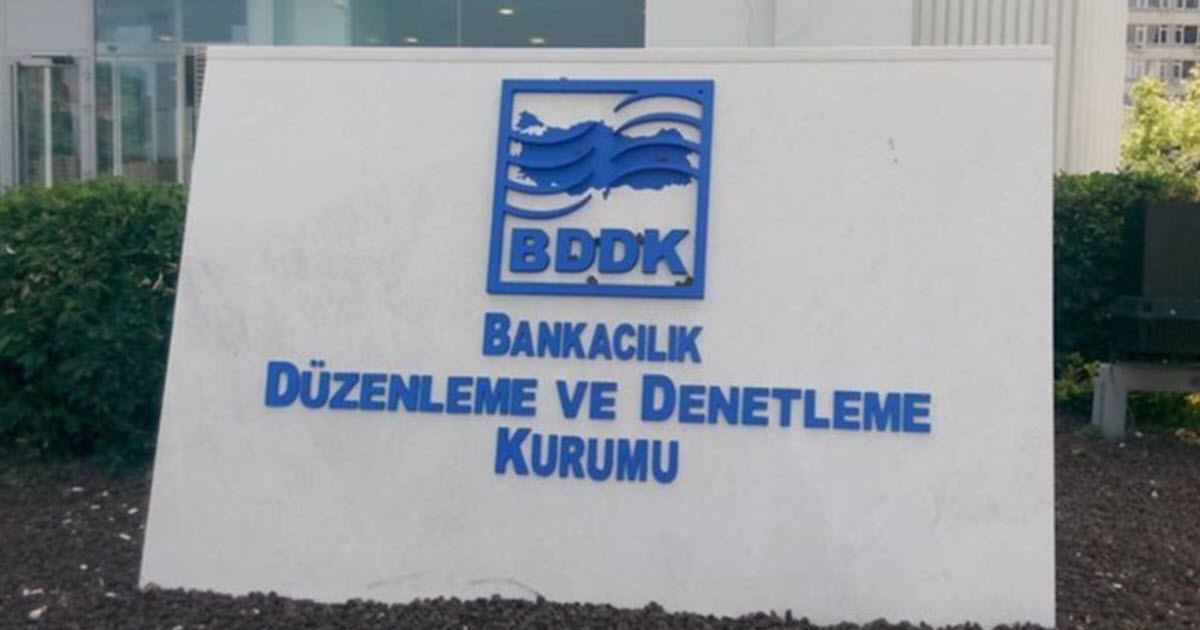 BDDK
BANKACILIK
DÜZENLEME VE DENETLEME
KURUMU